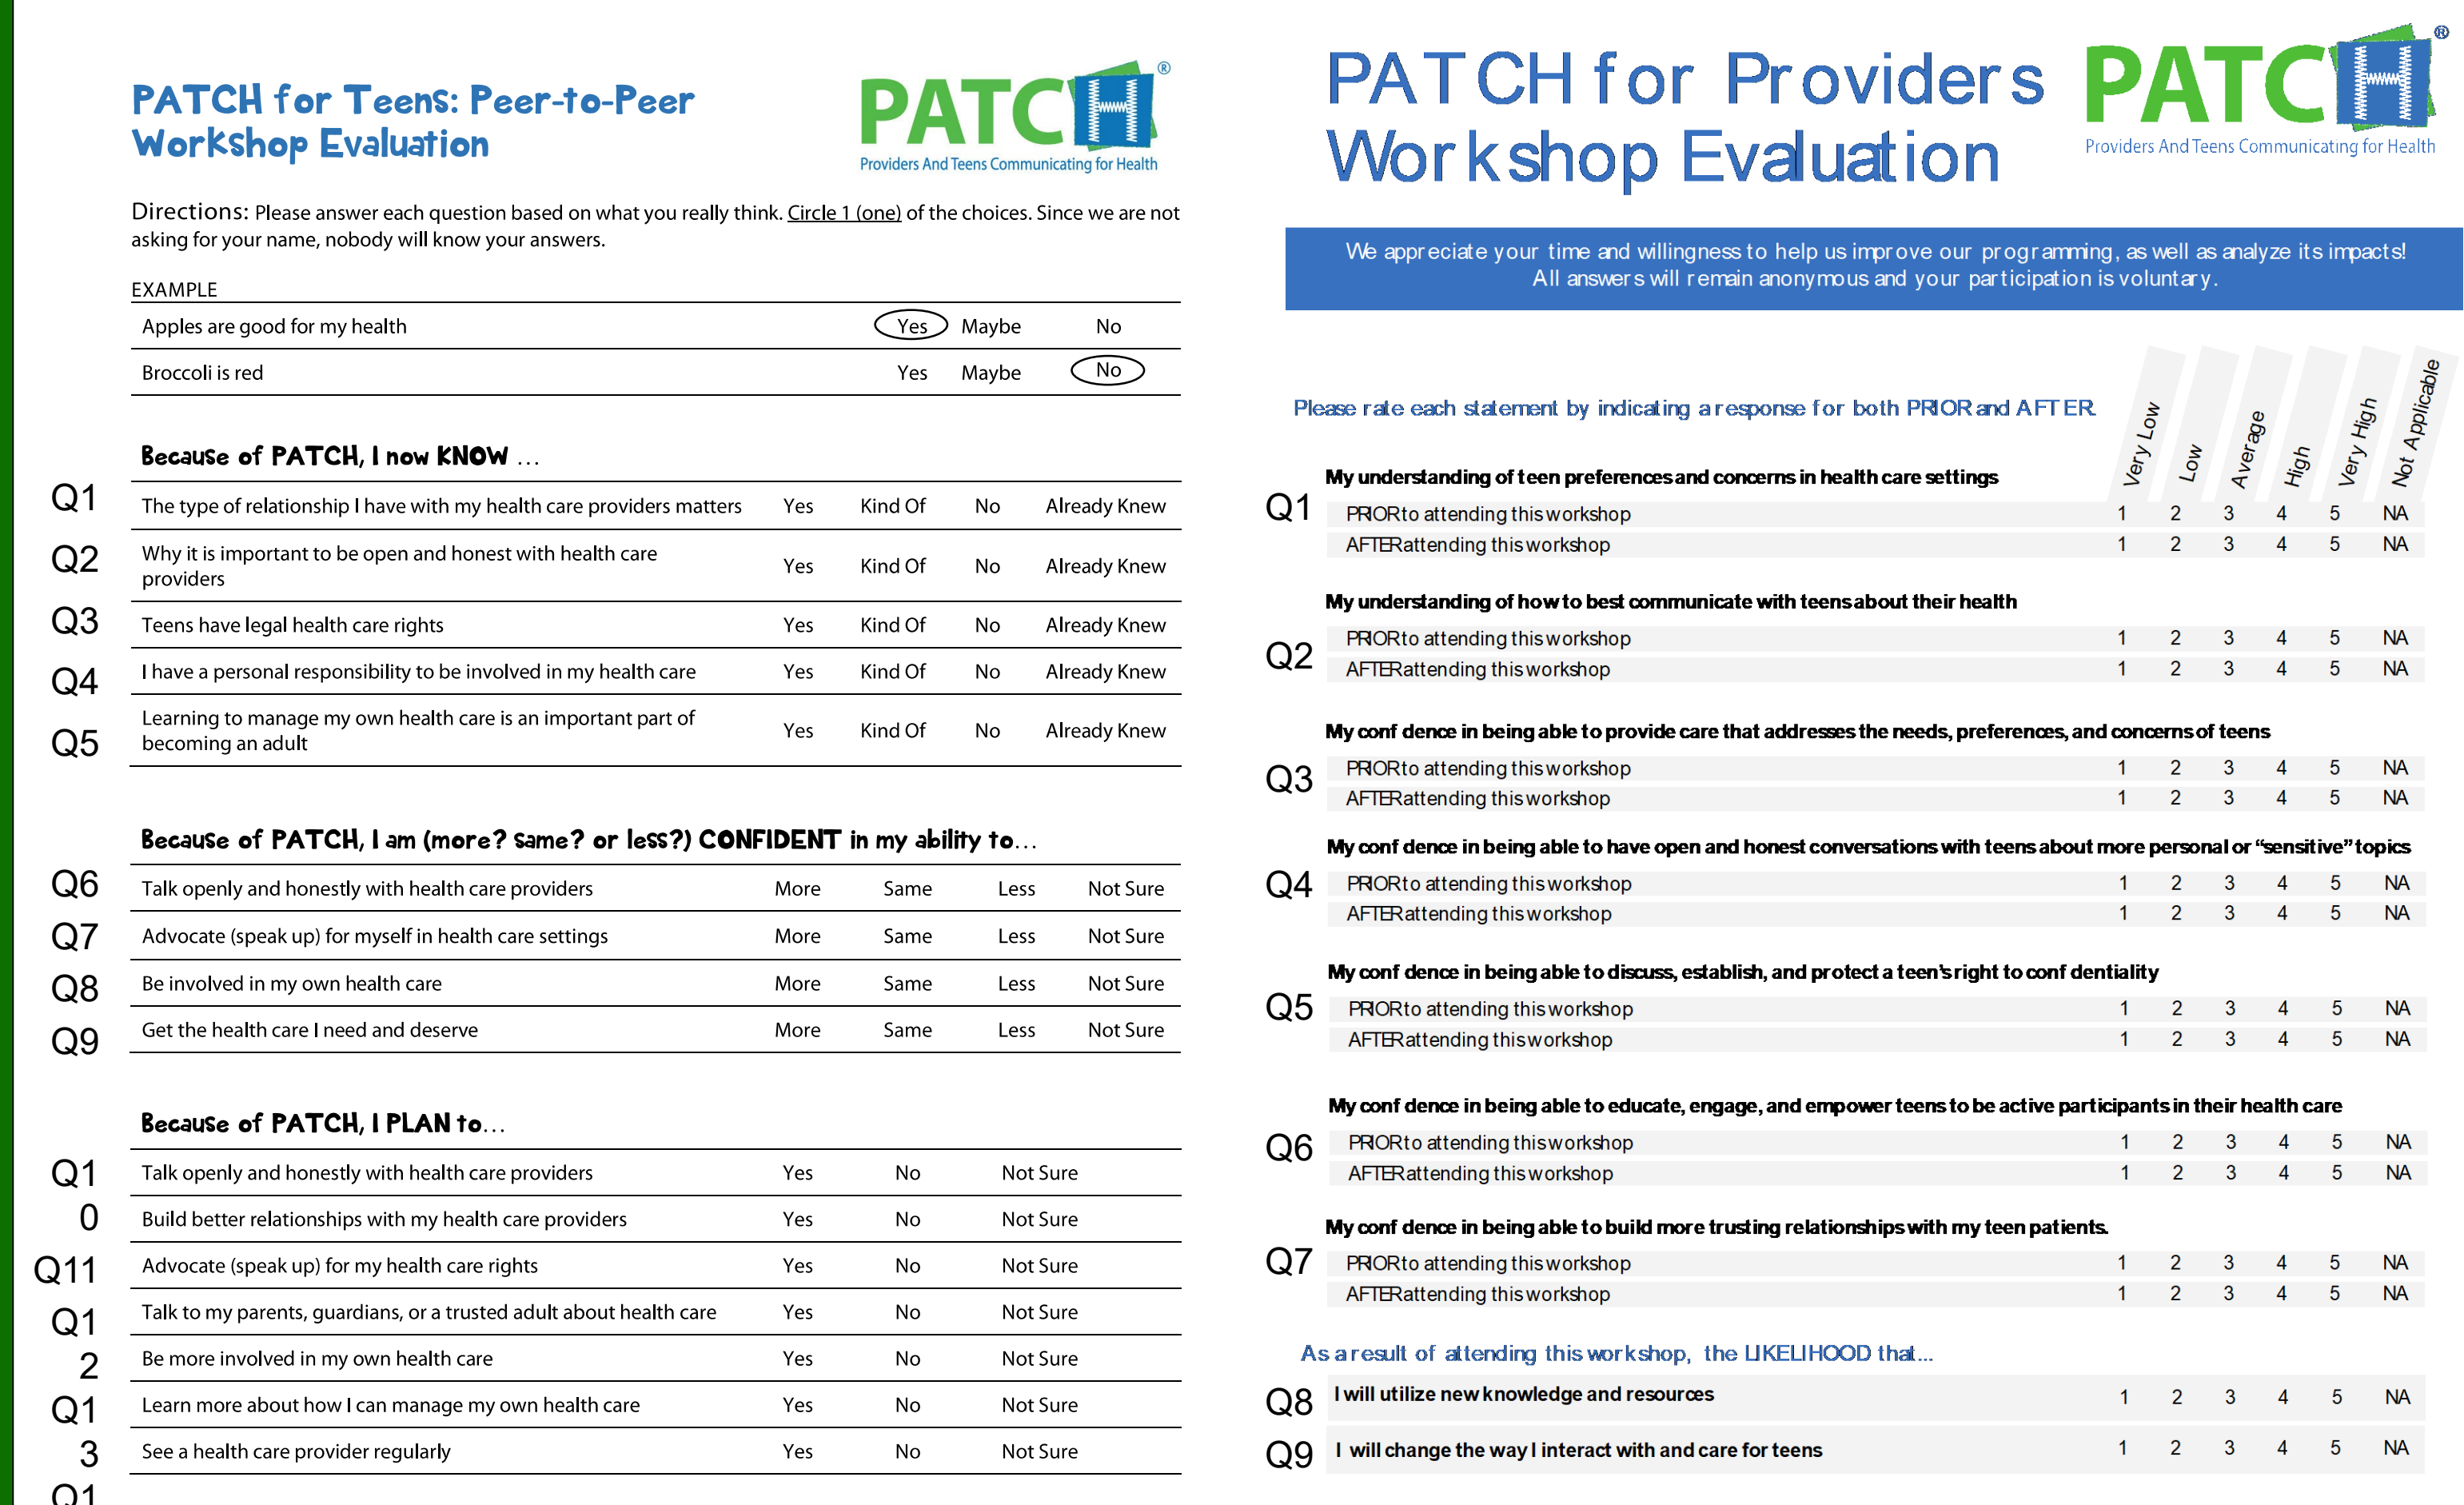 PATCH for Teens: Peer-to-Peer
Workshop Evaluation
PATCH®
Providers And Teens Communicating for Health
Directions: Please answer each question based on what you really think. Circle 1 (one) of the choices. Since we are not
asking for your name, nobody will know your answers.
EXAMPLE
Apples are good for my health Yes Maybe No
Broccoli is red Yes Maybe No
Because of PATCH, I now KNOW ...
Q1 The type of relationship I have with my health care providers matters Yes Kind Of No Already Knew
Q2 Why it is important to be open and honest with health care
providers Yes Kind Of No Already Knew
Q3 Teens have legal health care rights Yes Kind Of No Already Knew
Q4 I have a personal responsibility to be involved in my health care Yes Kind Of No Already Knew
Q5 Learning to manage my own health care is an important part of
becoming an adult Yes Kind Of No Already Knew
Because of PATCH, I am (more? same? or less?) CONFIDENT in my ability to...
Q6 Talk openly and honestly with health care providers More Same Less Not Sure
Q7 Advocate (speak up) for myself in health care settings More Same Less Not Sure
Q8 Be involved in my own health care More Same Less Not Sure
Q9 Get the health care I need and deserve More Same Less Not Sure
Because of PATCH, I PLAN to...
Q1 Talk openly and honestly with health care providers Yes No Not Sure
0 Build better relationships with my health care providers Yes No Not Sure
Q11 Advocate (speak up) for my health care rights Yes No Not Sure
Q1 Talk to my parents, guardians, or a trusted adult about health care Yes No Not Sure
2 Be more involved in my own health care Yes No Not Sure
Q1 Learn more about how I can manage my own health care Yes No Not Sure
3 See a health care provider regularly Yes No Not Sure
Q1
PATCH for Providers
Workshop Evaluation
PATCH®
Providers And Teens Communicating for Health
We appreciate your time and willingness to help us improve our programming, as well as analyze its impacts!
All answers will remain anonymous and your participation is voluntary.
Please rate each statement by indicating a response for both PRIOR and AFTER.
Very Low
Low
Average
High
Very High
Not Applicable
My understanding of teen preferences and concerns in health care settings
Q1
PRIOR to attending this workshop 1 2 3 4 5 NA
AFTER attending this workshop 1 2 3 4 5 NA
My understanding of how to best communicate with teens about their health
Q2
PRIOR to attending this workshop 1 2 3 4 5 NA
AFTER attending this workshop 1 2 3 4 5 NA
My conf dence in being able to provide care that addresses the needs, preferences, and concerns of teens
Q3
PRIOR to attending this workshop 1 2 3 4 5 NA
AFTER attending this workshop 1 2 3 4 5 NA
My conf dence in being able to have open and honest conversations with teens about more personal or “sensitive” topics
Q4
PRIOR to attending this workshop 1 2 3 4 5 NA
AFTER attending this workshop 1 2 3 4 5 NA
My conf dence in being able to discuss, establish, and protect a teen’s right to conf dentiality
Q5
PRIOR to attending this workshop 1 2 3 4 5 NA
AFTER attending this workshop 1 2 3 4 5 NA
My conf dence in being able to educate, engage, and empower teens to be active participants in their health care
Q6
PRIOR to attending this workshop 1 2 3 4 5 NA
AFTER attending this workshop 1 2 3 4 5 NA
My conf dence in being able to build more trusting relationships with my teen patients.
Q7
PRIOR to attending this workshop 1 2 3 4 5 NA
AFTER attending this workshop 1 2 3 4 5 NA
As a result of attending this workshop, the LIKELIHOOD that...
Q8 I will utilize new knowledge and resources 1 2 3 4 5 NA
Q9 I will change the way I interact with and care for teens 1 2 3 4 5 NA